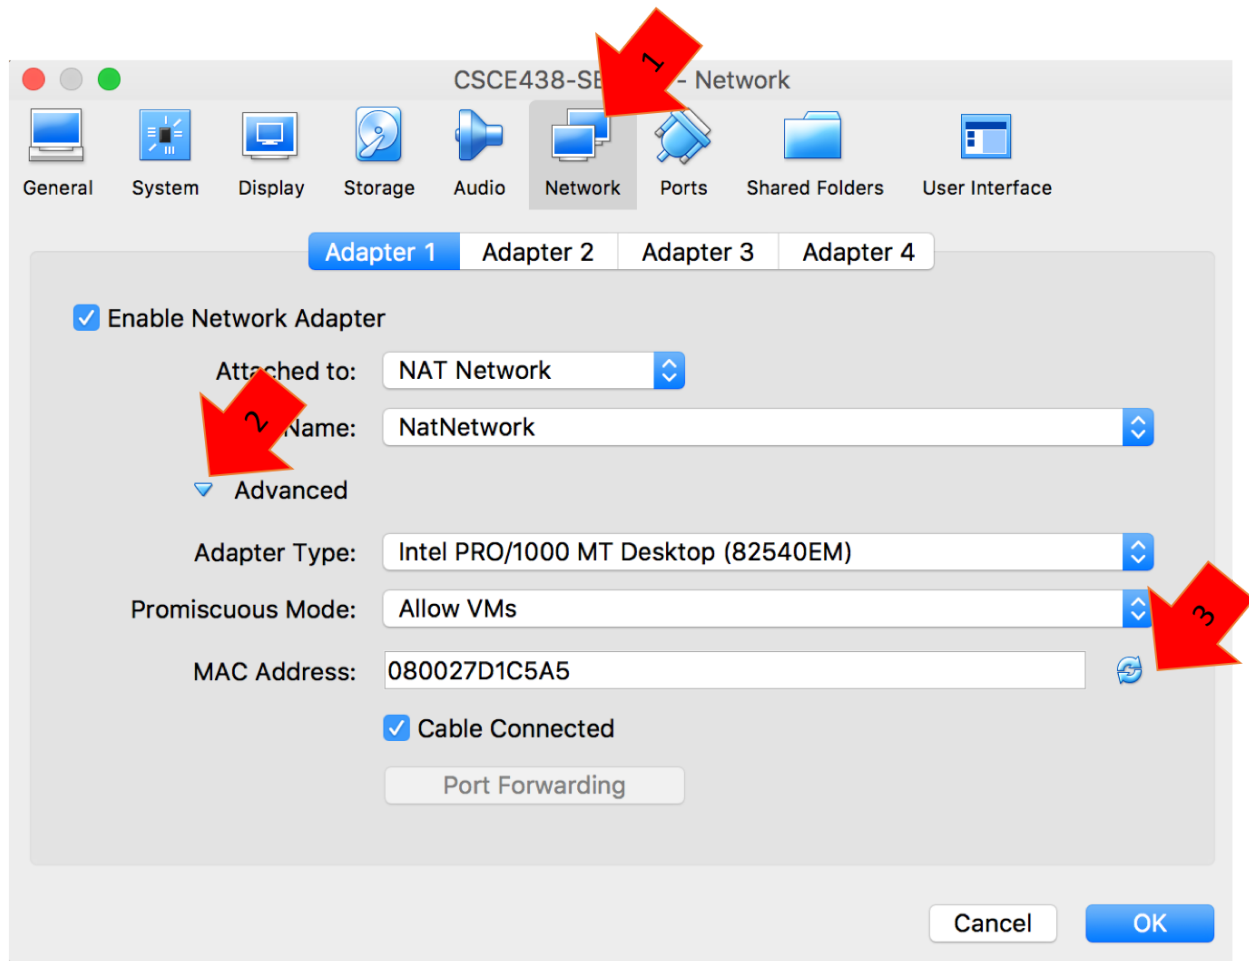 1
CSCE438-SE - Network
General System Display Storage Audio Network Ports Shared Folders User Interface
Adapter 1 Adapter 2 Adapter 3 Adapter 4
Enable Network Adapter
Attached to: NAT Network
2
Name: NatNetwork
Advanced
Adapter Type: Intel PRO/1000 MT Desktop (82540EM)
Promiscuous Mode: Allow VMs
3
MAC Address: 080027D1C5A5
Cable Connected
Port Forwarding
Cancel OK